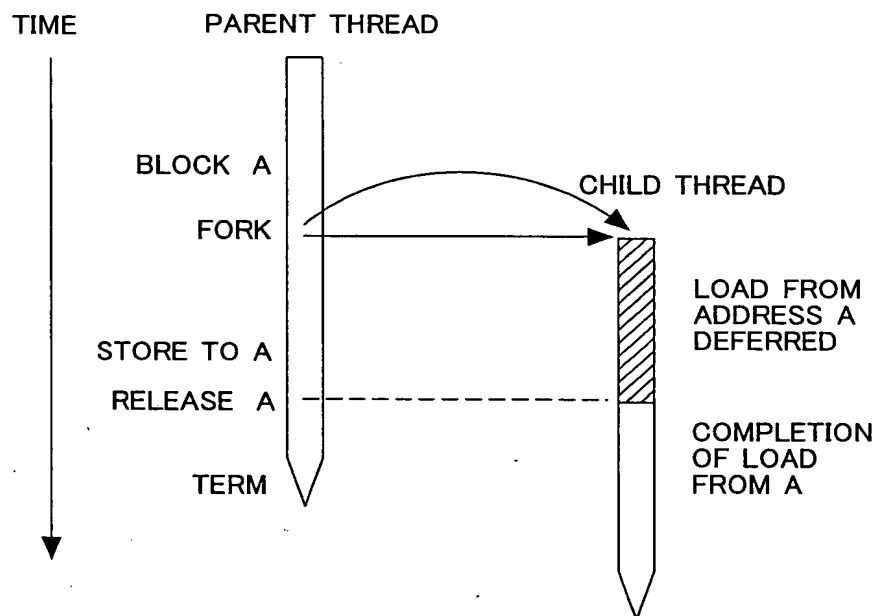 TIME
PARENT THREAD
BLOCK A
CHILD THREAD
FORK
LOAD FROM
ADDRESS A
DEFERRED
STORE TO A
RELEASE A
COMPLETION
OF LOAD
FROM A
TERM